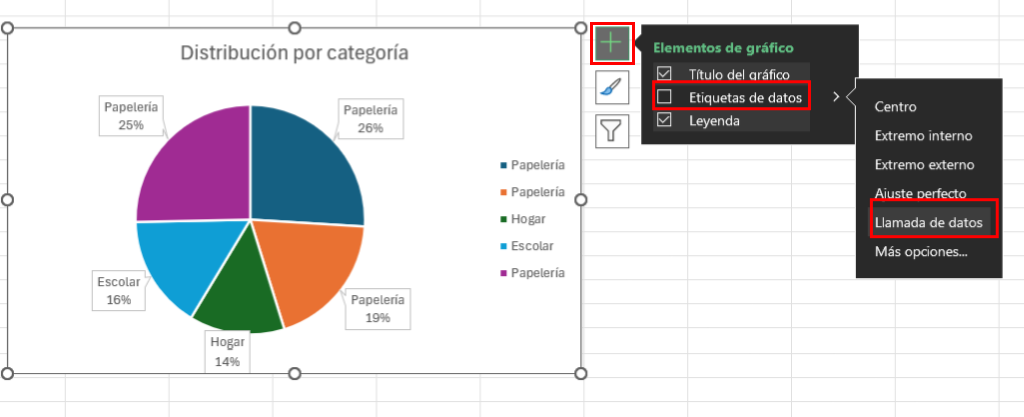 Distribución por categoría
Papelería
25%
Papelería
26%
Escolar
16%
Hogar
14%
Papelería
19%
Papelería
Papelería
Hogar
Escolar
Papelería
Elementos de gráfico
Título del gráfico
Etiquetas de datos
Leyenda
Centro
Extremo interno
Extremo externo
Ajuste perfecto
Llamada de datos
Más opciones...